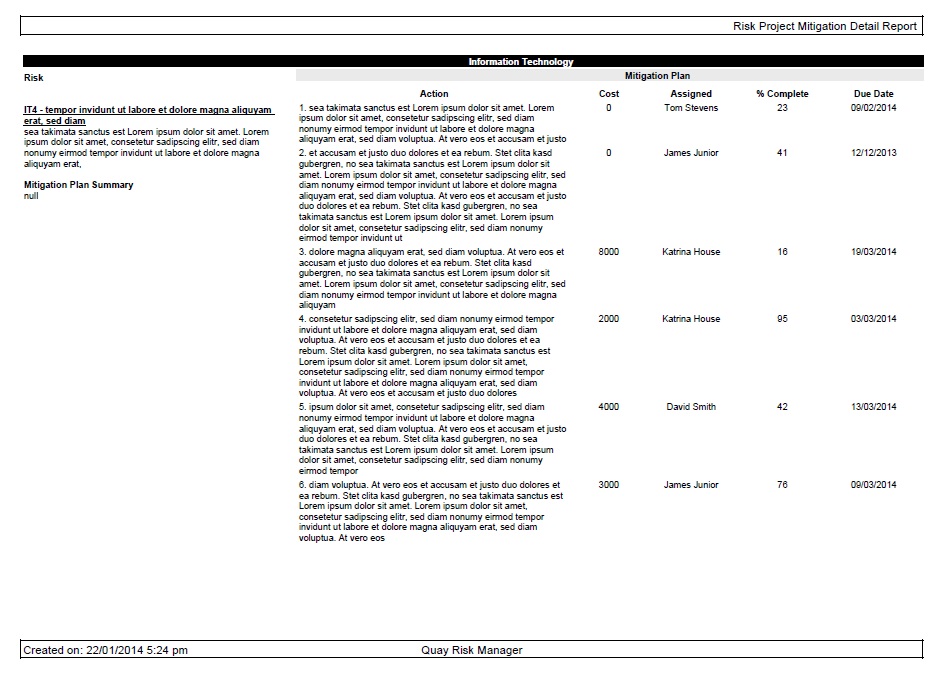 Risk Project Mitigation Detail Report
Information Technology
Risk
Mitigation Plan
Action Cost Assigned % Complete Due Date
IT4 - tempor invidunt ut labore et dolore magna aliquyam
erat, sed diam
sea takimata sanctus est Lorem ipsum dolor sit amet. Lorem
ipsum dolor sit amet, consetetur sadipscing elitr, sed diam
nonumy eirmod tempor invidunt ut labore et dolore magna
aliquyam erat,
Mitigation Plan Summary
null
1. sea takimata sanctus est Lorem ipsum dolor sit amet. Lorem 0 Tom Stevens 23 09/02/2014
ipsum dolor sit amet, consetetur sadipscing elitr, sed diam
nonumy eirmod tempor invidunt ut labore et dolore magna
aliquyam erat, sed diam voluptua. At vero eos et accusam et justo
2. et accusam et justo duo dolores et ea rebum. Stet clita kasd 0 James Junior 41 12/12/2013
gubergren, no sea takimata sanctus est Lorem ipsum dolor sit
amet. Lorem ipsum dolor sit amet, consetetur sadipscing elitr, sed
diam nonumy eirmod tempor invidunt ut labore et dolore magna
aliquyam erat, sed diam voluptua. At vero eos et accusam et justo
duo dolores et ea rebum. Stet clita kasd gubergren, no sea
takimata sanctus est Lorem ipsum dolor sit amet. Lorem ipsum
dolor sit amet, consetetur sadipscing elitr, sed diam nonumy
eirmod tempor invidunt ut
3. dolore magna aliquyam erat, sed diam voluptua. At vero eos et 8000 Katrina House 16 19/03/2014
accusam et justo duo dolores et ea rebum. Stet clita kasd
gubergren, no sea takimata sanctus est Lorem ipsum dolor sit
amet. Lorem ipsum dolor sit amet, consetetur sadipscing elitr, sed
diam nonumy eirmod tempor invidunt ut labore et dolore magna
aliquyam
4. consetetur sadipscing elitr, sed diam nonumy eirmod tempor 2000 Katrina House 95 03/03/2014
invidunt ut labore et dolore magna aliquyam erat, sed diam
voluptua. At vero eos et accusam et justo duo dolores et ea
rebum. Stet clita kasd gubergren, no sea takimata sanctus est
Lorem ipsum dolor sit amet. Lorem ipsum dolor sit amet,
consetetur sadipscing elitr, sed diam nonumy eirmod tempor
invidunt ut labore et dolore magna aliquyam erat, sed diam
voluptua. At vero eos et accusam et justo duo dolores
5. ipsum dolor sit amet, consetetur sadipscing elitr, sed diam 4000 David Smith 42 13/03/2014
nonumy eirmod tempor invidunt ut labore et dolore magna
aliquyam erat, sed diam voluptua. At vero eos et accusam et justo
duo dolores et ea rebum. Stet clita kasd gubergren, no sea
takimata sanctus est Lorem ipsum dolor sit amet. Lorem ipsum
dolor sit amet, consetetur sadipscing elitr, sed diam nonumy
eirmod tempor
6. diam voluptua. At vero eos et accusam et justo duo dolores et 3000 James Junior 76 09/03/2014
ea rebum. Stet clita kasd gubergren, no sea takimata sanctus est
Lorem ipsum dolor sit amet. Lorem ipsum dolor sit amet,
consetetur sadipscing elitr, sed diam nonumy eirmod tempor
invidunt ut labore et dolore magna aliquyam erat, sed diam
voluptua. At vero eos
Created on: 22/01/2014 5:24 pm Quay Risk Manager